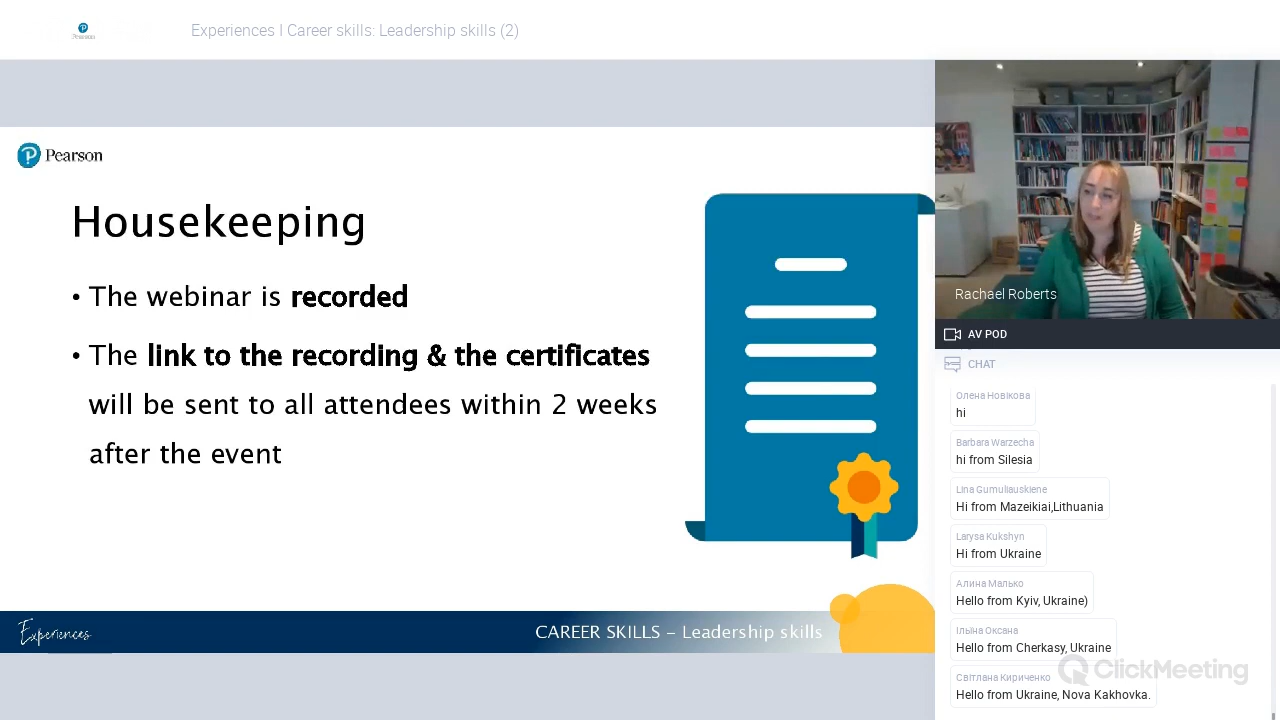 Experiences I Career skills: Leadership skills (2)
Pearson
Housekeeping
• The webinar is recorded
• The link to the recording & the certificates
will be sent to all attendees within 2 weeks
after the event
Experiences
CAREER SKILLS – Leadership skills
Rachael Roberts
AV POD
CHAT
Олена Новікова
hi
Barbara Warzecha
hi from Silesia
Lina Gumuliauskiene
Hi from Mazeikiai,Lithuania
Larysa Kukshyn
Hi from Ukraine
Алина Малько
Hello from Kyiv, Ukraine)
Ільїна Оксана
Hello from Cherkasy, Ukraine
ClickMeeting
Світлана Кириченко
Hello from Ukraine, Nova Kakhovka.